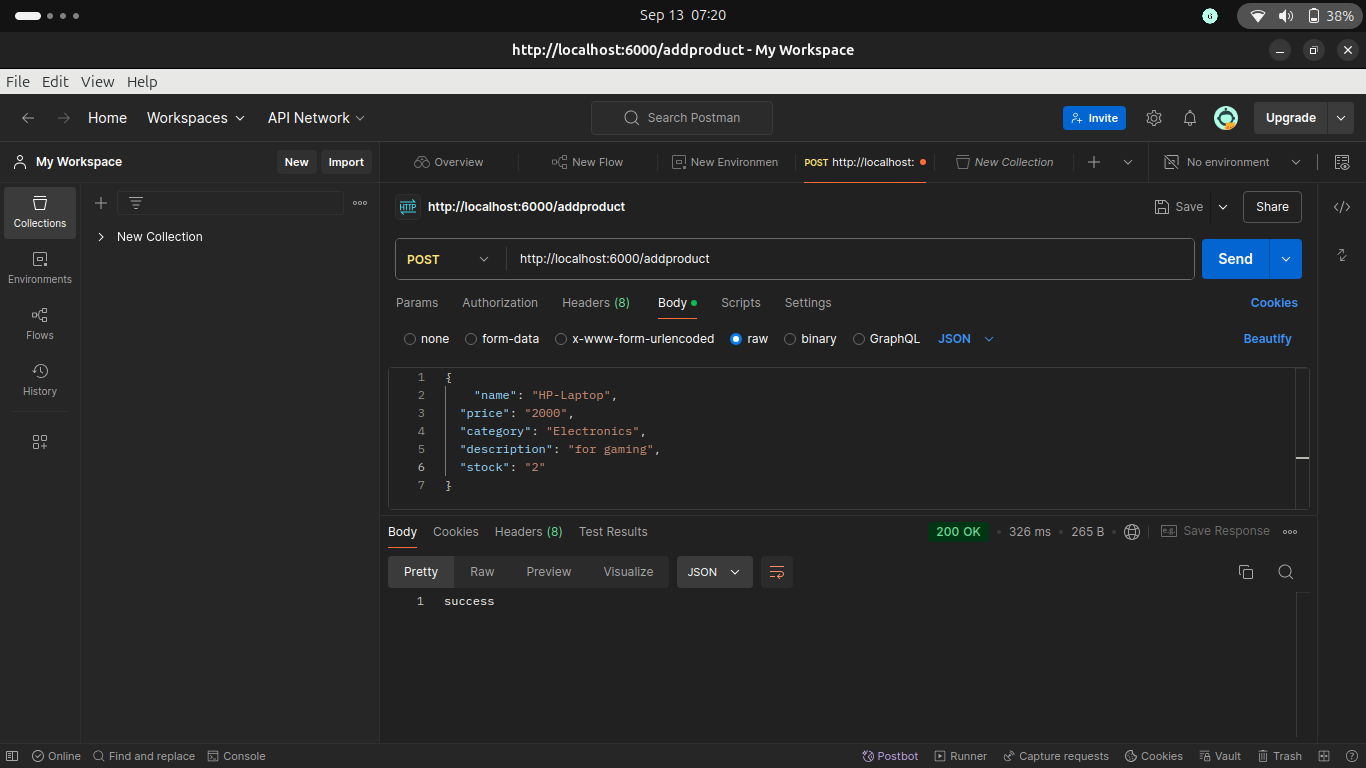 Sep 13 07:20
38%
http://localhost:6000/addproduct - My Workspace
File Edit View Help
Home Workspaces API Network
Search Postman
Invite
Upgrade
My Workspace
New Import
Overview
New Flow
New Environmen
POST http://localhost:
New Collection
No environment
Collections
Environments
Flows
History
New Collection
HTTP http://localhost:6000/addproduct
Save
Share
POST http://localhost:6000/addproduct
Send
Params Authorization Headers (8) Body Scripts Settings
Cookies
none form-data x-www-form-urlencoded raw binary GraphQL JSON
Beautify
1 {
2 "name": "HP-Laptop",
3 "price": "2000",
4 "category": "Electronics",
5 "description": "for gaming",
6 "stock": "2"
7 }
Body Cookies Headers (8) Test Results
200 OK • 326 ms • 265 B •
e.g. Save Response
Pretty Raw Preview Visualize JSON
1 success
Online Find and replace Console
Postbot Runner Capture requests Cookies Vault Trash